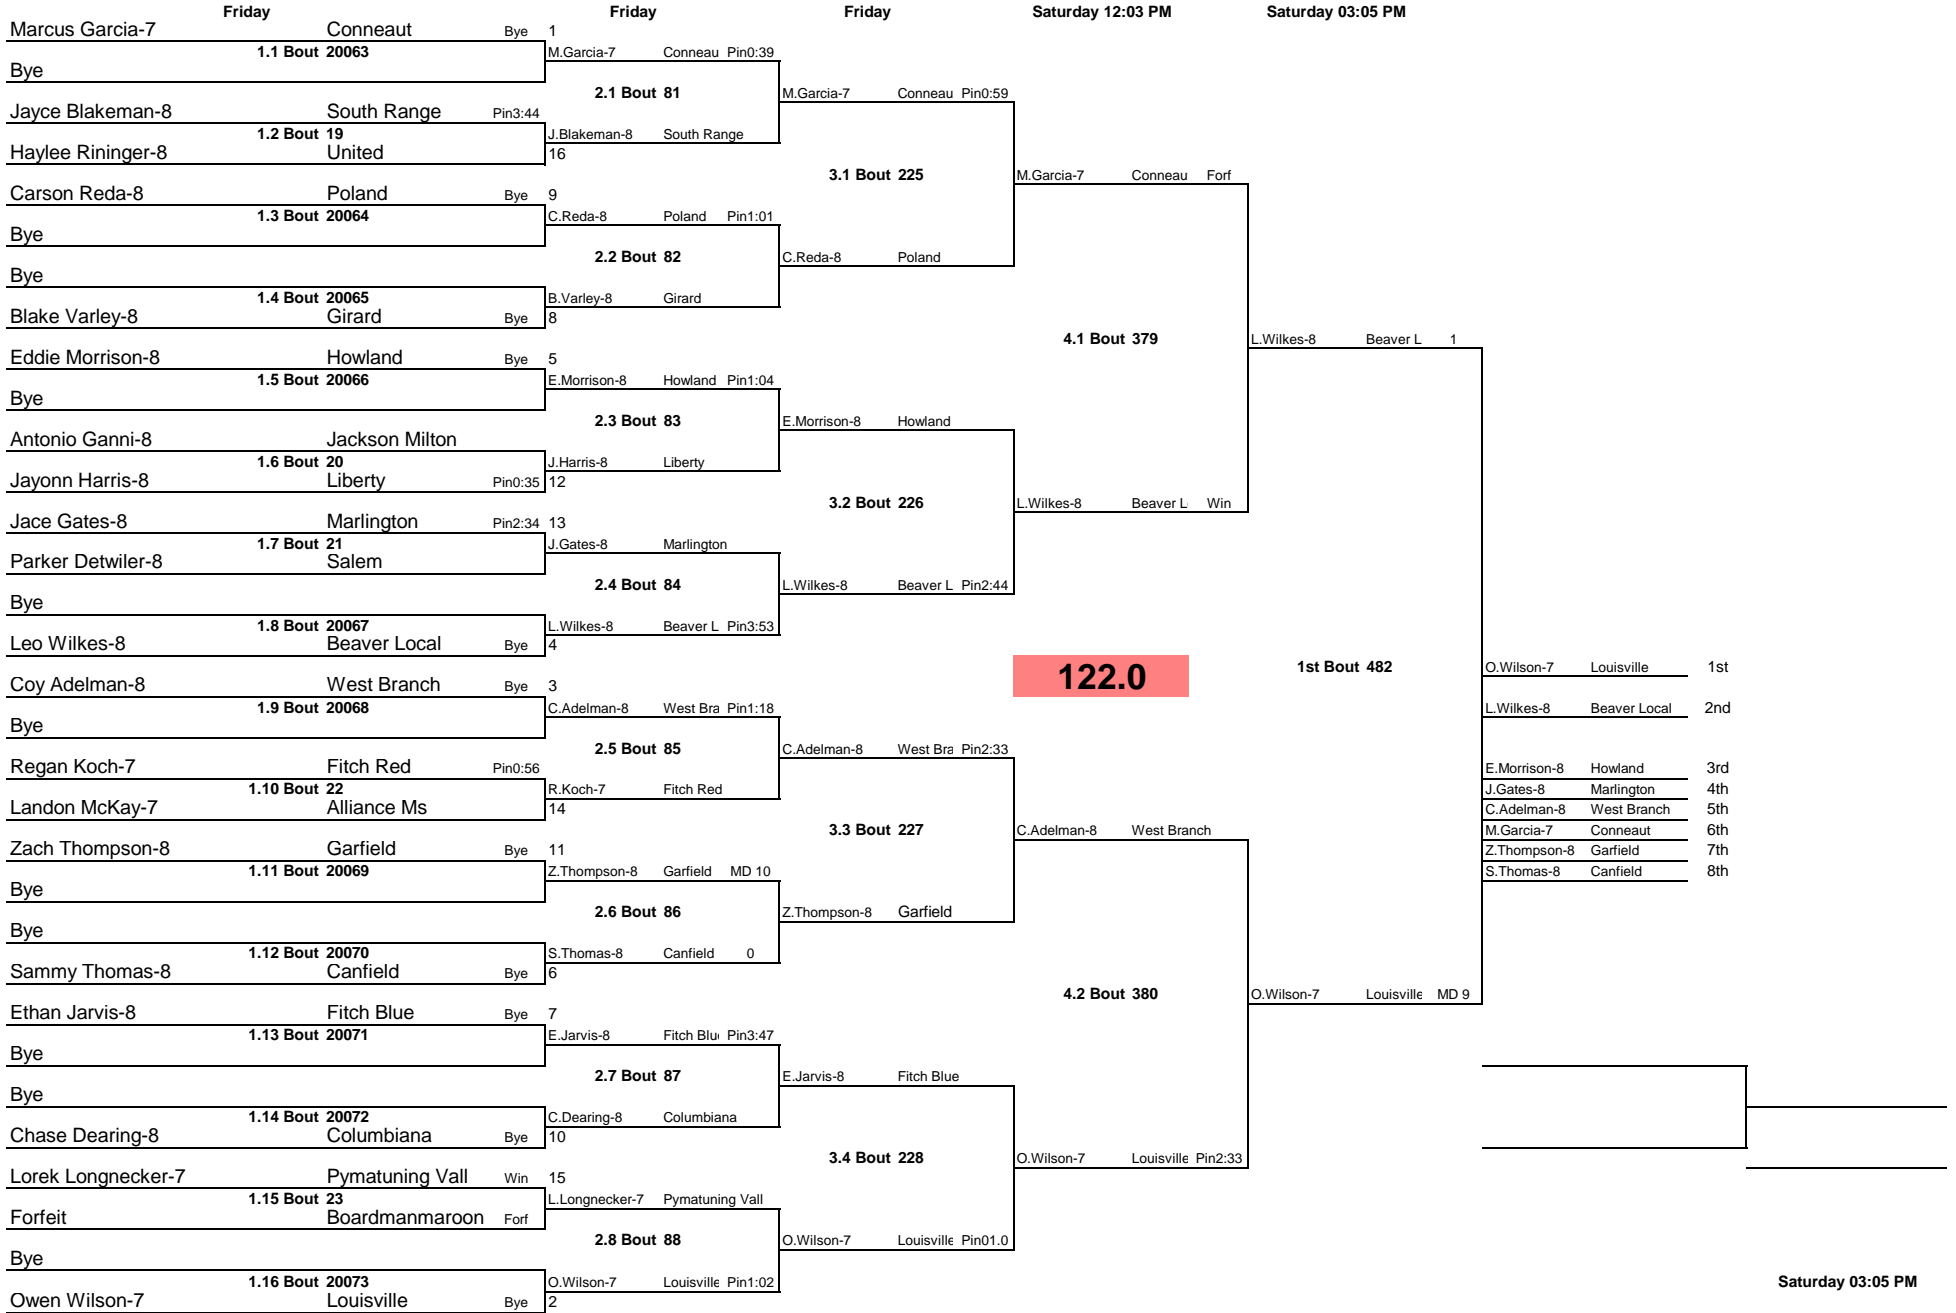 Friday Friday Friday Saturday 12:03 PM Saturday 03:05 PM
Marcus Garcia-7 Conneaut Bye 1
1.1 Bout 20063 M.Garcia-7 Conneau Pin0:39
Bye
2.1 Bout 81 M.Garcia-7 Conneau Pin0:59
Jayce Blakeman-8 South Range Pin3:44
1.2 Bout 19 J.Blakeman-8 South Range
Haylee Rininger-8 United 16
3.1 Bout 225 M.Garcia-7 Conneau Forf
Carson Reda-8 Poland Bye 9
1.3 Bout 20064 C.Reda-8 Poland Pin1:01
Bye
2.2 Bout 82 C.Reda-8 Poland
Bye
1.4 Bout 20065 B.Varley-8 Girard
Blake Varley-8 Girard Bye 8
4.1 Bout 379 L.Wilkes-8 Beaver L 1
Eddie Morrison-8 Howland Bye 5
1.5 Bout 20066 E.Morrison-8 Howland Pin1:04
Bye
2.3 Bout 83 E.Morrison-8 Howland
Antonio Ganni-8 Jackson Milton
1.6 Bout 20 J.Harris-8 Liberty
Jayonn Harris-8 Liberty Pin0:35 12
3.2 Bout 226 L.Wilkes-8 Beaver L Win
Jace Gates-8 Marlington Pin2:34 13
1.7 Bout 21 J.Gates-8 Marlington
Parker Detwiler-8 Salem
2.4 Bout 84 L.Wilkes-8 Beaver L Pin2:44
Bye
1.8 Bout 20067 L.Wilkes-8 Beaver L Pin3:53
Leo Wilkes-8 Beaver Local Bye 4
122.0 1st Bout 482 O.Wilson-7 Louisville 1st
Coy Adelman-8 West Branch Bye 3
1.9 Bout 20068 C.Adelman-8 West Bra Pin1:18 L.Wilkes-8 Beaver Local 2nd
Bye
2.5 Bout 85 C.Adelman-8 West Bra Pin2:33
Regan Koch-7 Fitch Red Pin0:56 E.Morrison-8 Howland 3rd
1.10 Bout 22 R.Koch-7 Fitch Red J.Gates-8 Marlington 4th
Landon McKay-7 Alliance Ms 14 C.Adelman-8 West Branch 5th
3.3 Bout 227 C.Adelman-8 West Branch M.Garcia-7 Conneaut 6th
Zach Thompson-8 Garfield Bye 11 Z.Thompson-8 Garfield 7th
1.11 Bout 20069 Z.Thompson-8 Garfield MD 10 S.Thomas-8 Canfield 8th
Bye
2.6 Bout 86 Z.Thompson-8 Garfield
Bye
1.12 Bout 20070 S.Thomas-8 Canfield 0
Sammy Thomas-8 Canfield Bye 6
4.2 Bout 380 O.Wilson-7 Louisville MD 9
Ethan Jarvis-8 Fitch Blue Bye 7
1.13 Bout 20071 E.Jarvis-8 Fitch Blu Pin3:47
Bye
2.7 Bout 87 E.Jarvis-8 Fitch Blue
Bye
1.14 Bout 20072 C.Dearing-8 Columbiana
Chase Dearing-8 Columbiana Bye 10
3.4 Bout 228 O.Wilson-7 Louisville Pin2:33
Lorek Longnecker-7 Pymatuning Vall Win 15
1.15 Bout 23 L.Longnecker-7 Pymatuning Vall
Forfeit Boardmanmaroon Forf
2.8 Bout 88 O.Wilson-7 Louisville Pin01.0
Bye
1.16 Bout 20073 O.Wilson-7 Louisville Pin1:02 Saturday 03:05 PM
Owen Wilson-7 Louisville Bye 2